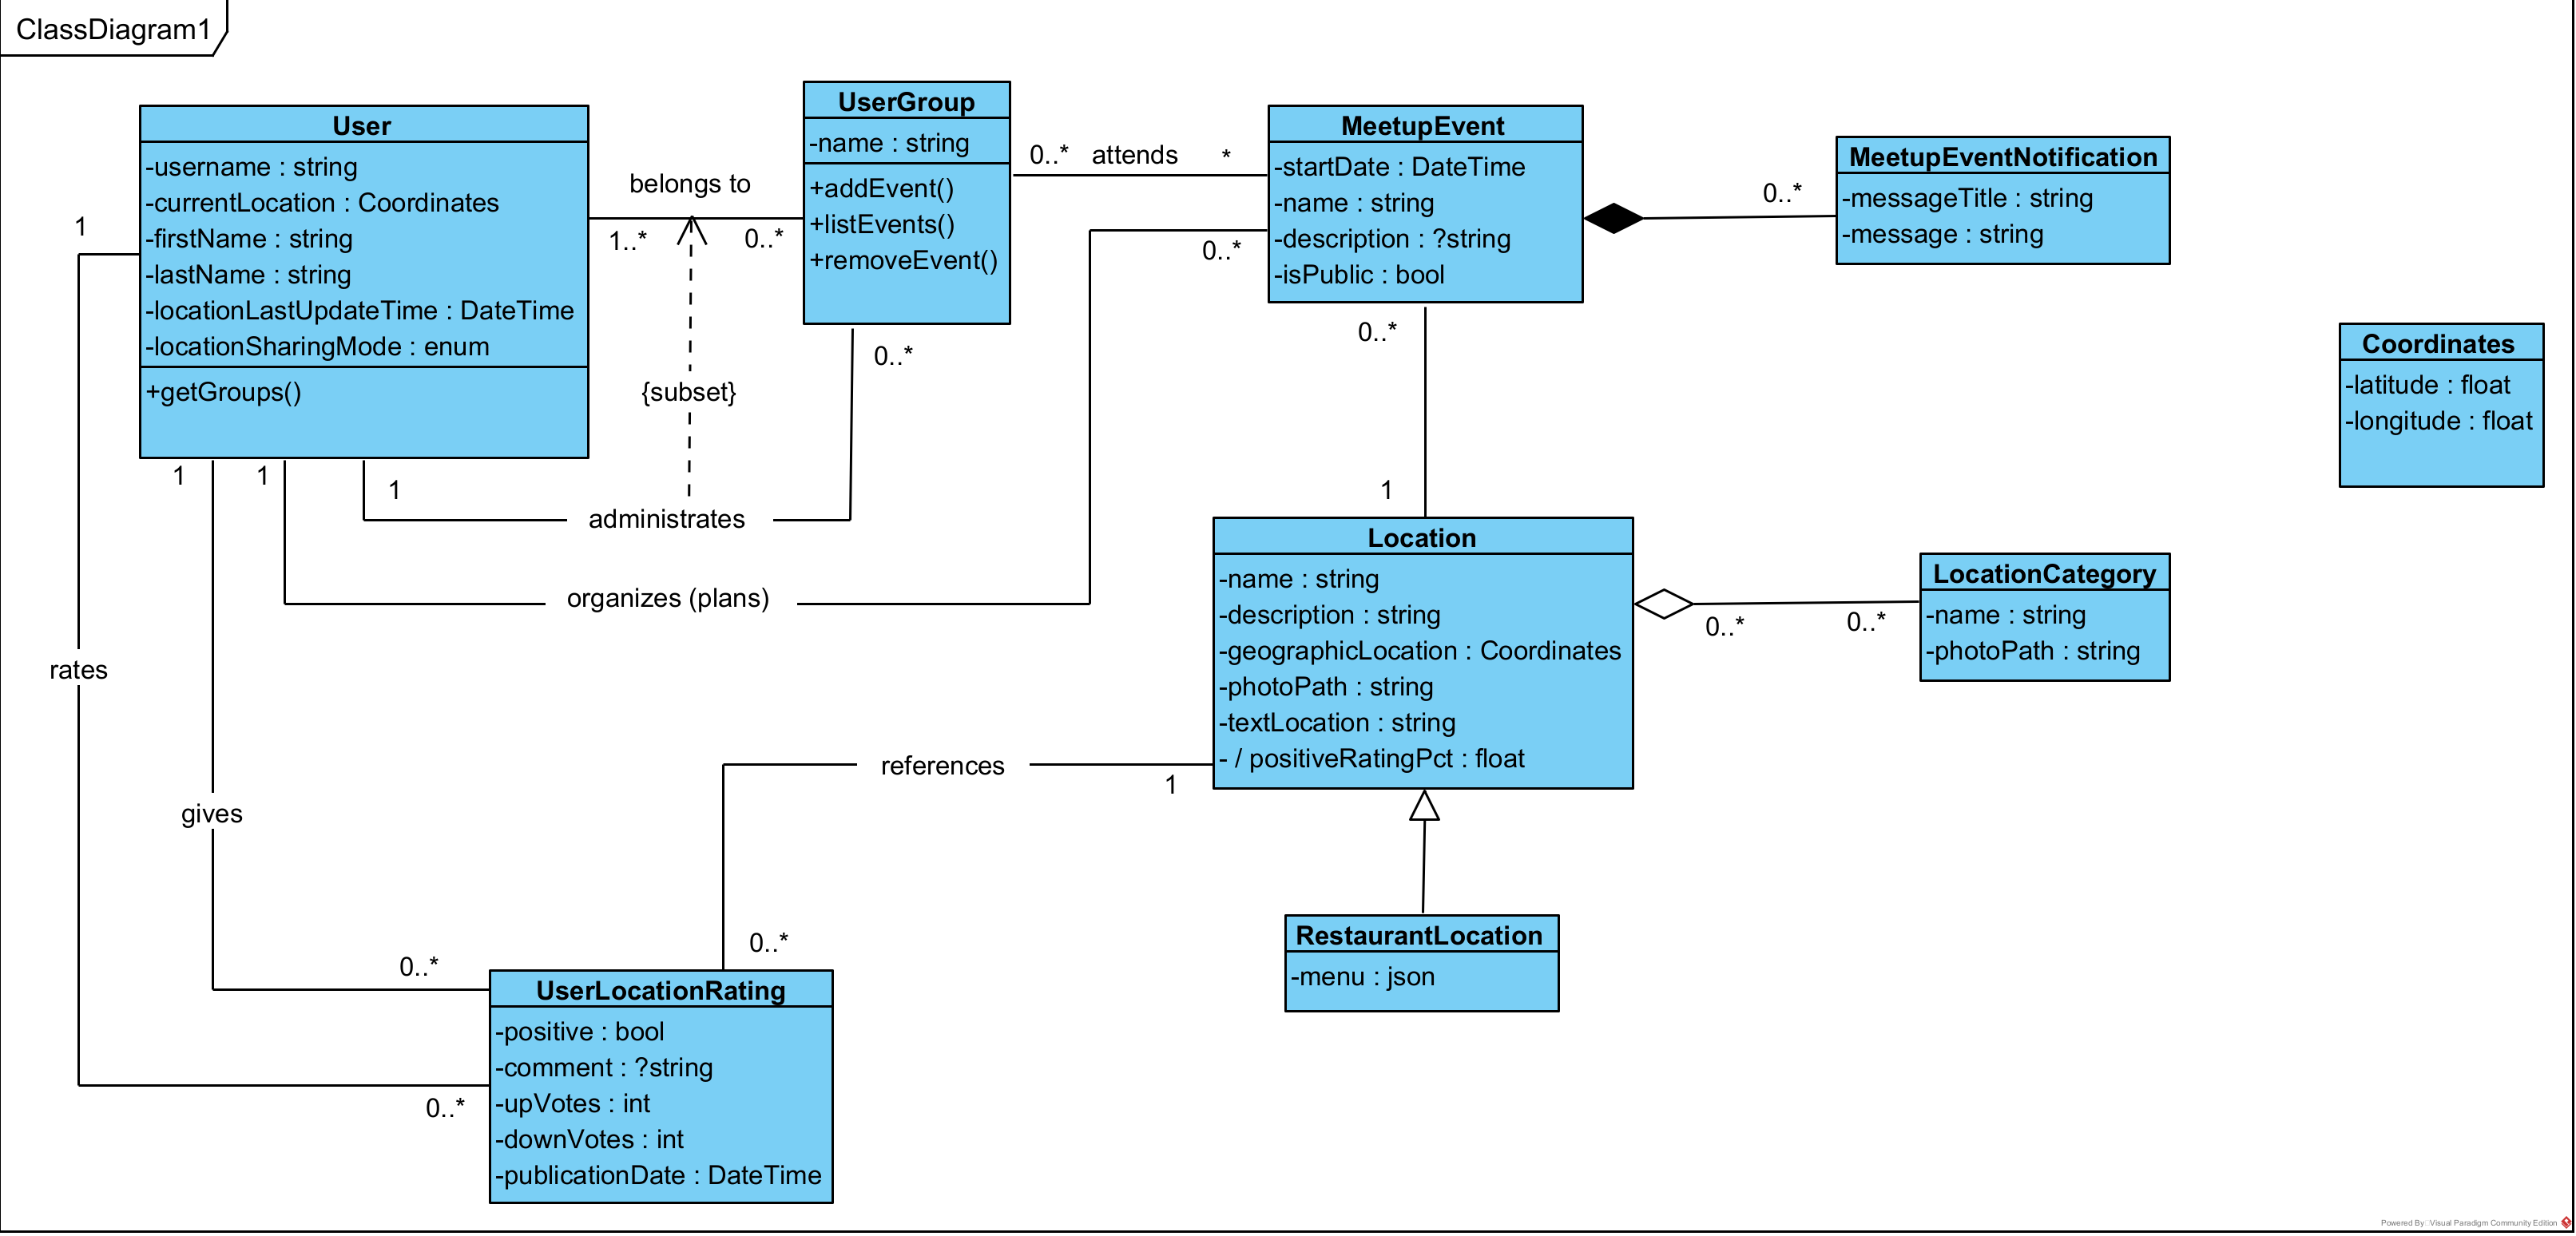 ClassDiagram1
User
-username : string
-currentLocation : Coordinates
-firstName : string
-lastName : string
-locationLastUpdateTime : DateTime
-locationSharingMode : enum
+getGroups()
belongs to
1..*
0..*
UserGroup
-name : string
+addEvent()
+listEvents()
+removeEvent()
0..*
attends
*
MeetupEvent
-startDate : DateTime
-name : string
-description : ?string
-isPublic : bool
0..*
MeetupEventNotification
-messageTitle : string
-message : string
Coordinates
-latitude : float
-longitude : float
1
1
1
1
{subset}
0..*
administrates
0..*
organizes (plans)
0..*
1
Location
-name : string
-description : string
-geographicLocation : Coordinates
-photoPath : string
-textLocation : string
- / positiveRatingPct : float
0..*
0..*
LocationCategory
-name : string
-photoPath : string
rates
gives
references
1
0..*
0..*
0..*
UserLocationRating
-positive : bool
-comment : ?string
-upVotes : int
-downVotes : int
-publicationDate : DateTime
RestaurantLocation
-menu : json
Powered By: Visual Paradigm Community Edition